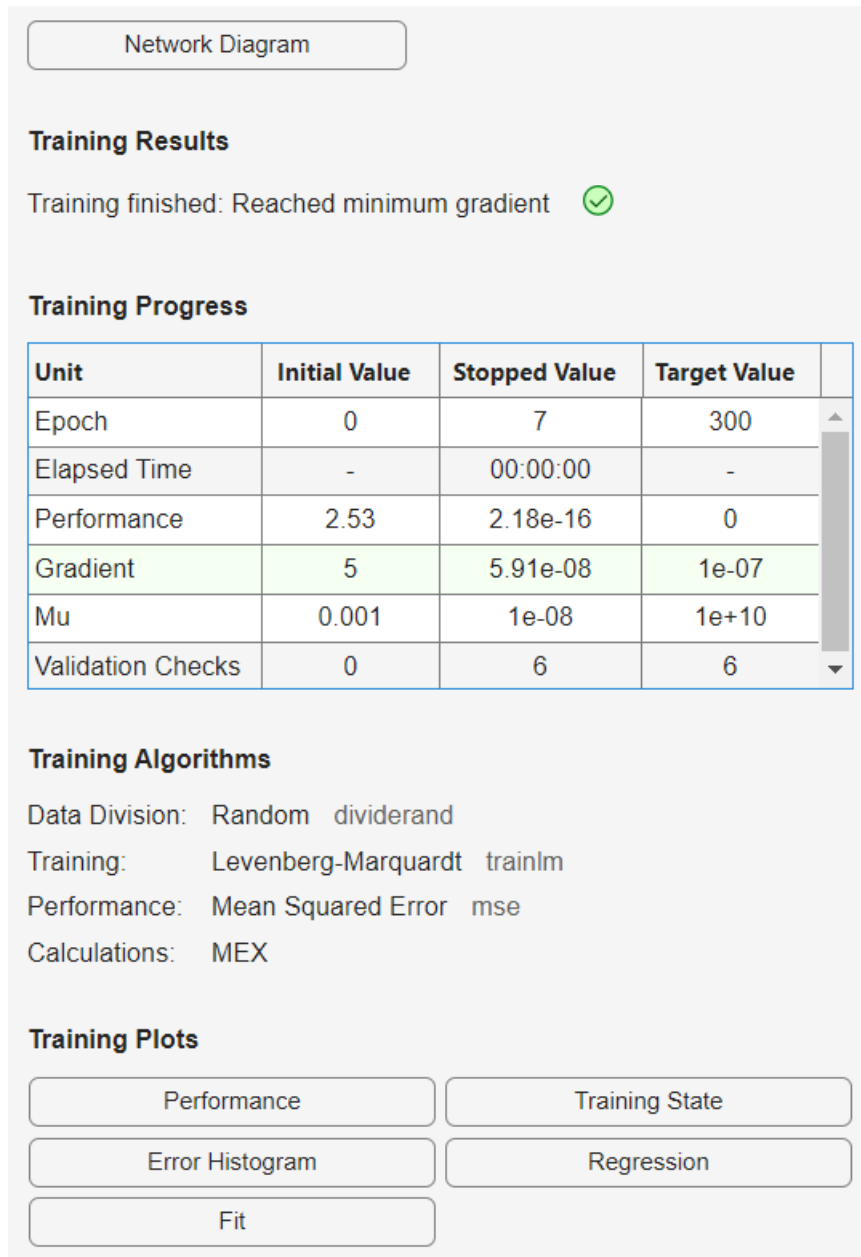 Network Diagram
Training Results
Training finished: Reached minimum gradient
Training Progress
Unit Initial Value Stopped Value Target Value
Epoch 0 7 300
Elapsed Time - 00:00:00 -
Performance 2.53 2.18e-16 0
Gradient 5 5.91e-08 1e-07
Mu 0.001 1e-08 1e+10
Validation Checks 0 6 6
Training Algorithms
Data Division: Random dividerand
Training: Levenberg-Marquardt trainlm
Performance: Mean Squared Error mse
Calculations: MEX
Training Plots
Performance Training State
Error Histogram Regression
Fit